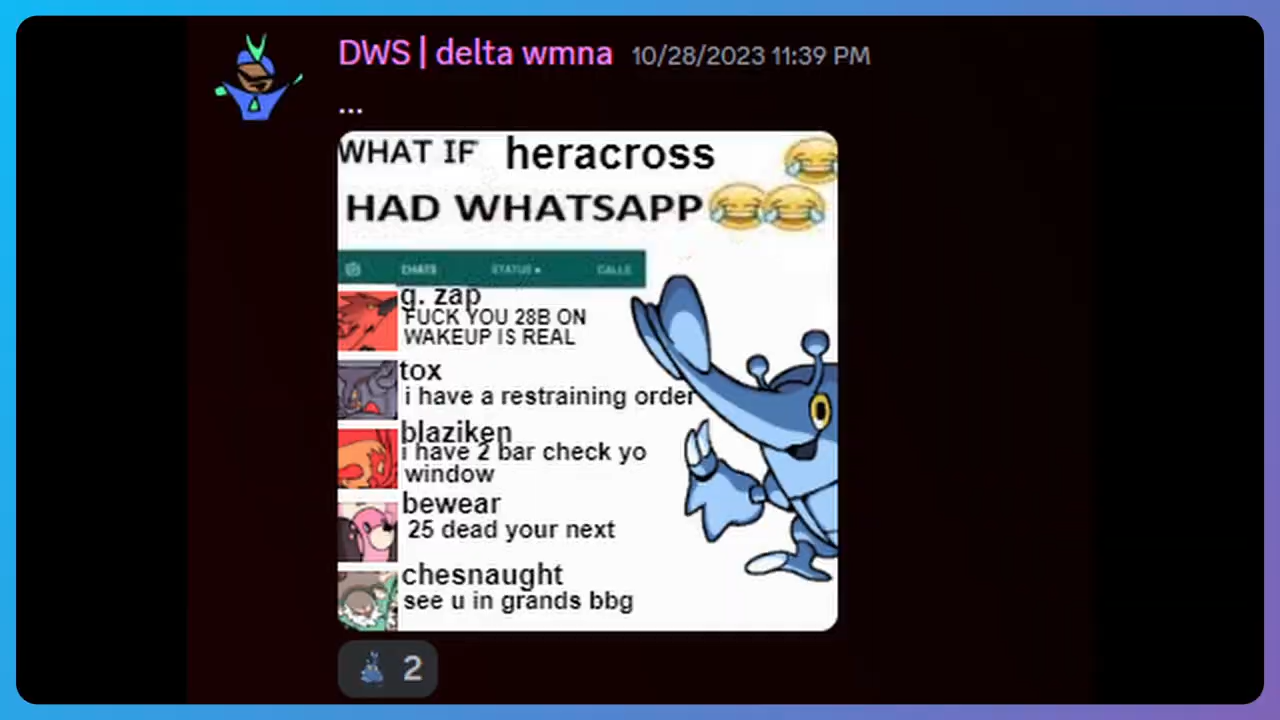 DWS | delta wmna 10/28/2023 11:39 PM
...
WHAT IF heracross
HAD WHATSAPP
CHATS STATUS CALLS
g. zap
FUCK YOU 28B ON
WAKEUP IS REAL
tox
i have a restraining order
blaziken
i have 2 bar check yo
window
bewear
25 dead your next
chesnaught
see u in grands bbg
2